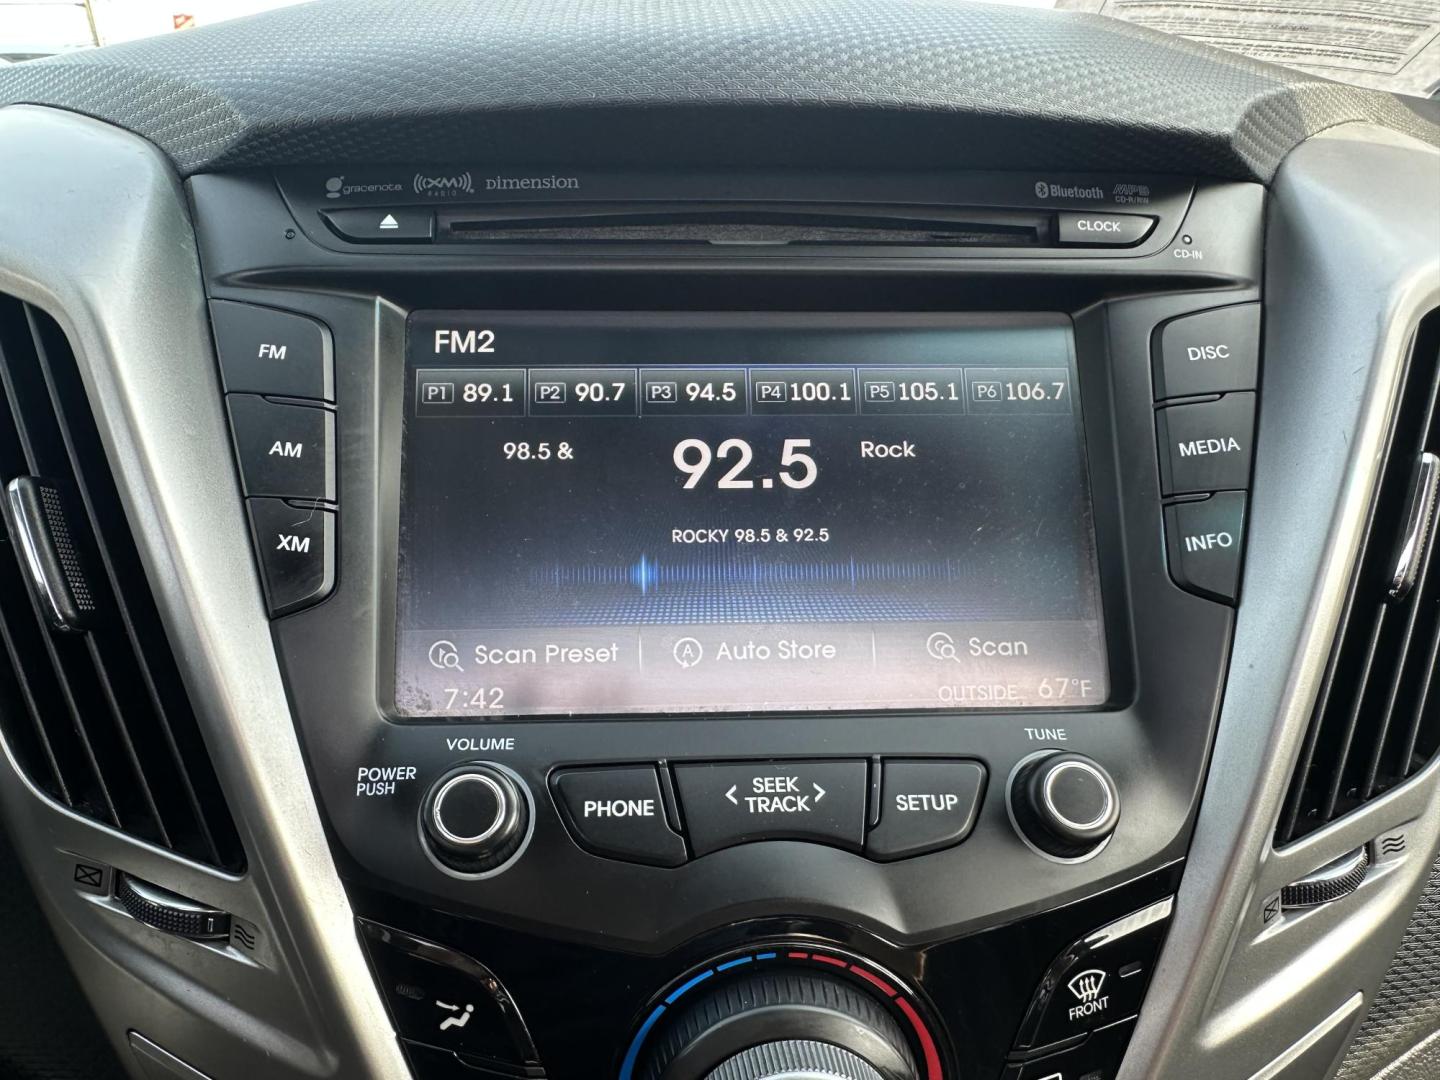 gracenote XM RADIO Dimension
Bluetooth MP3
CD-R/RW
CLOCK
CD-IN
FM
AM
XM
DISC
MEDIA
INFO
FM2
P1 89.1 P2 90.7 P3 94.5 P4 100.1 P5 105.1 P6 106.7
98.5 & 92.5 Rock
ROCKY 98.5 & 92.5
Scan Preset Auto Store Scan
7:42 OUTSIDE 67°F
VOLUME
POWER
PUSH
TUNE
PHONE
< SEEK >
TRACK
SETUP
FRONT